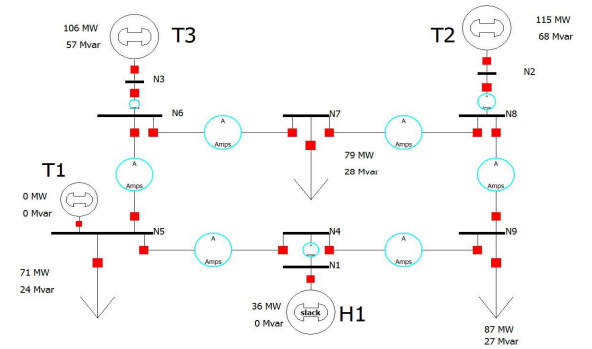 106 MW
57 Mvar
T3
T2
115 MW
68 Mvar
N3
N2
N6
A
Amps
N7
A
Amps
N8
T1
A
Amps
79 MW
28 Mvar
A
Amps
0 MW
0 Mvar
N5
A
Amps
N4
A
Amps
N9
N1
71 MW
24 Mvar
36 MW
0 Mvar
slack
H1
87 MW
27 Mvar